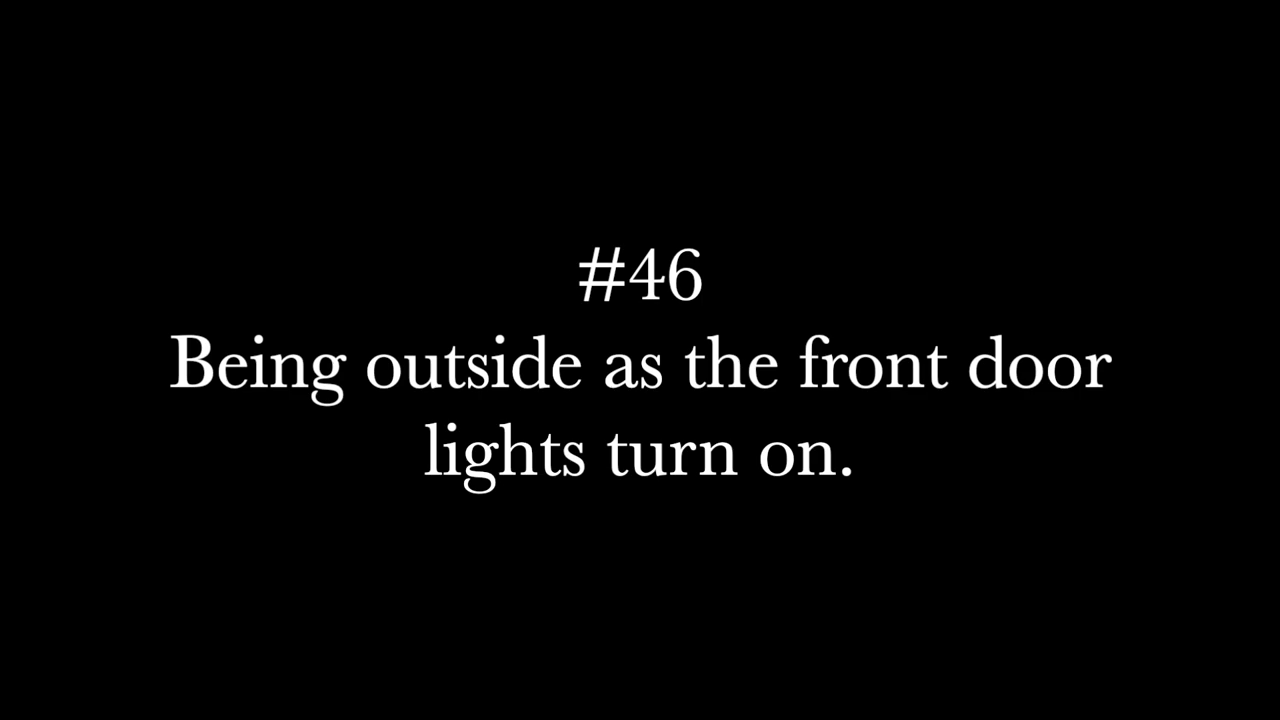 #46
Being outside as the front door
lights turn on.